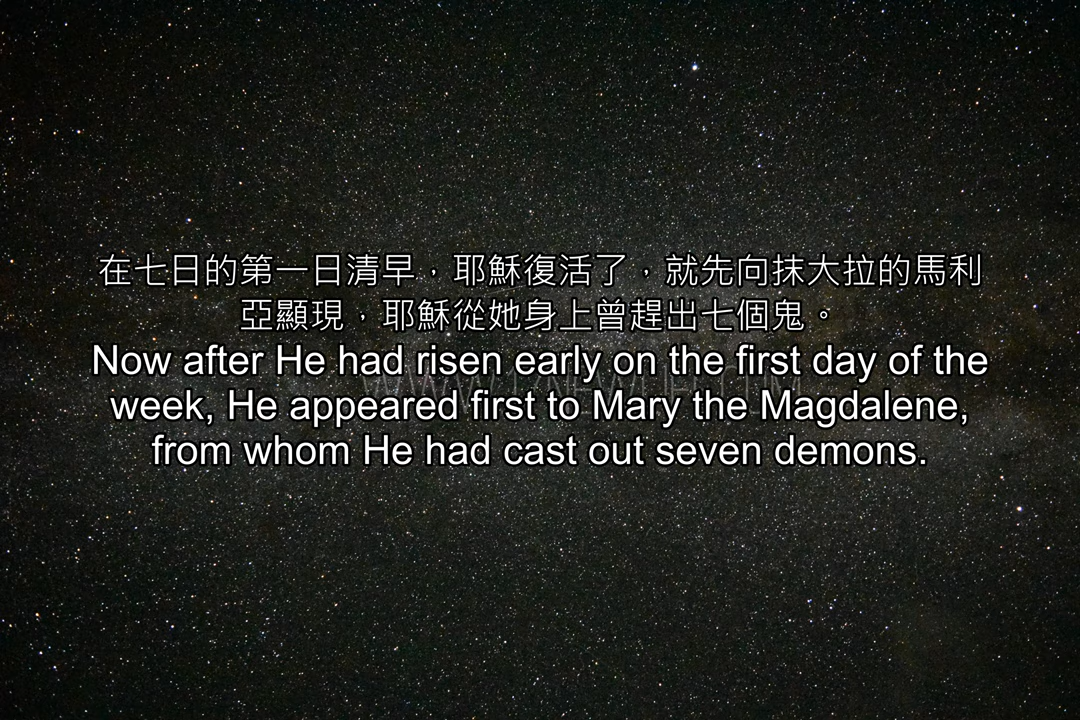 在七日的第一日清早，耶穌復活了，就先向抹大拉的馬利
亞顯現，耶穌從她身上曾趕出七個鬼。
Now after He had risen early on the first day of the
week, He appeared first to Mary the Magdalene,
from whom He had cast out seven demons.